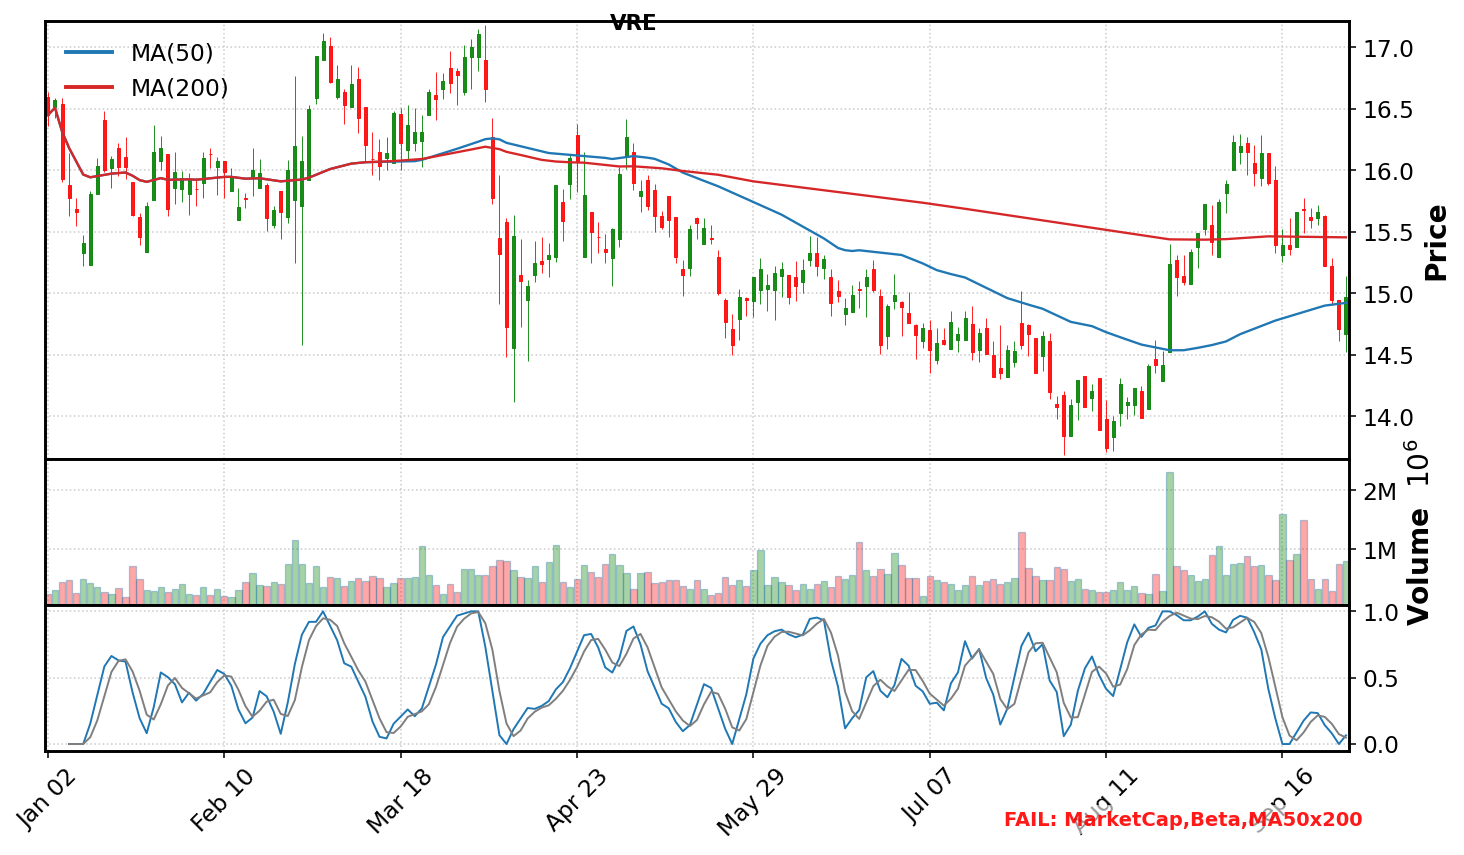 VRE
MA(50)
MA(200)
17.0
16.5
16.0
15.5
15.0
14.5
14.0
Price
2M
1M
Volume 10⁶
1.0
0.5
0.0
Jan 02
Feb 10
Mar 18
Apr 23
May 29
Jul 07
Aug 11
Sep 16
FAIL: MarketCap,Beta,MA50x200